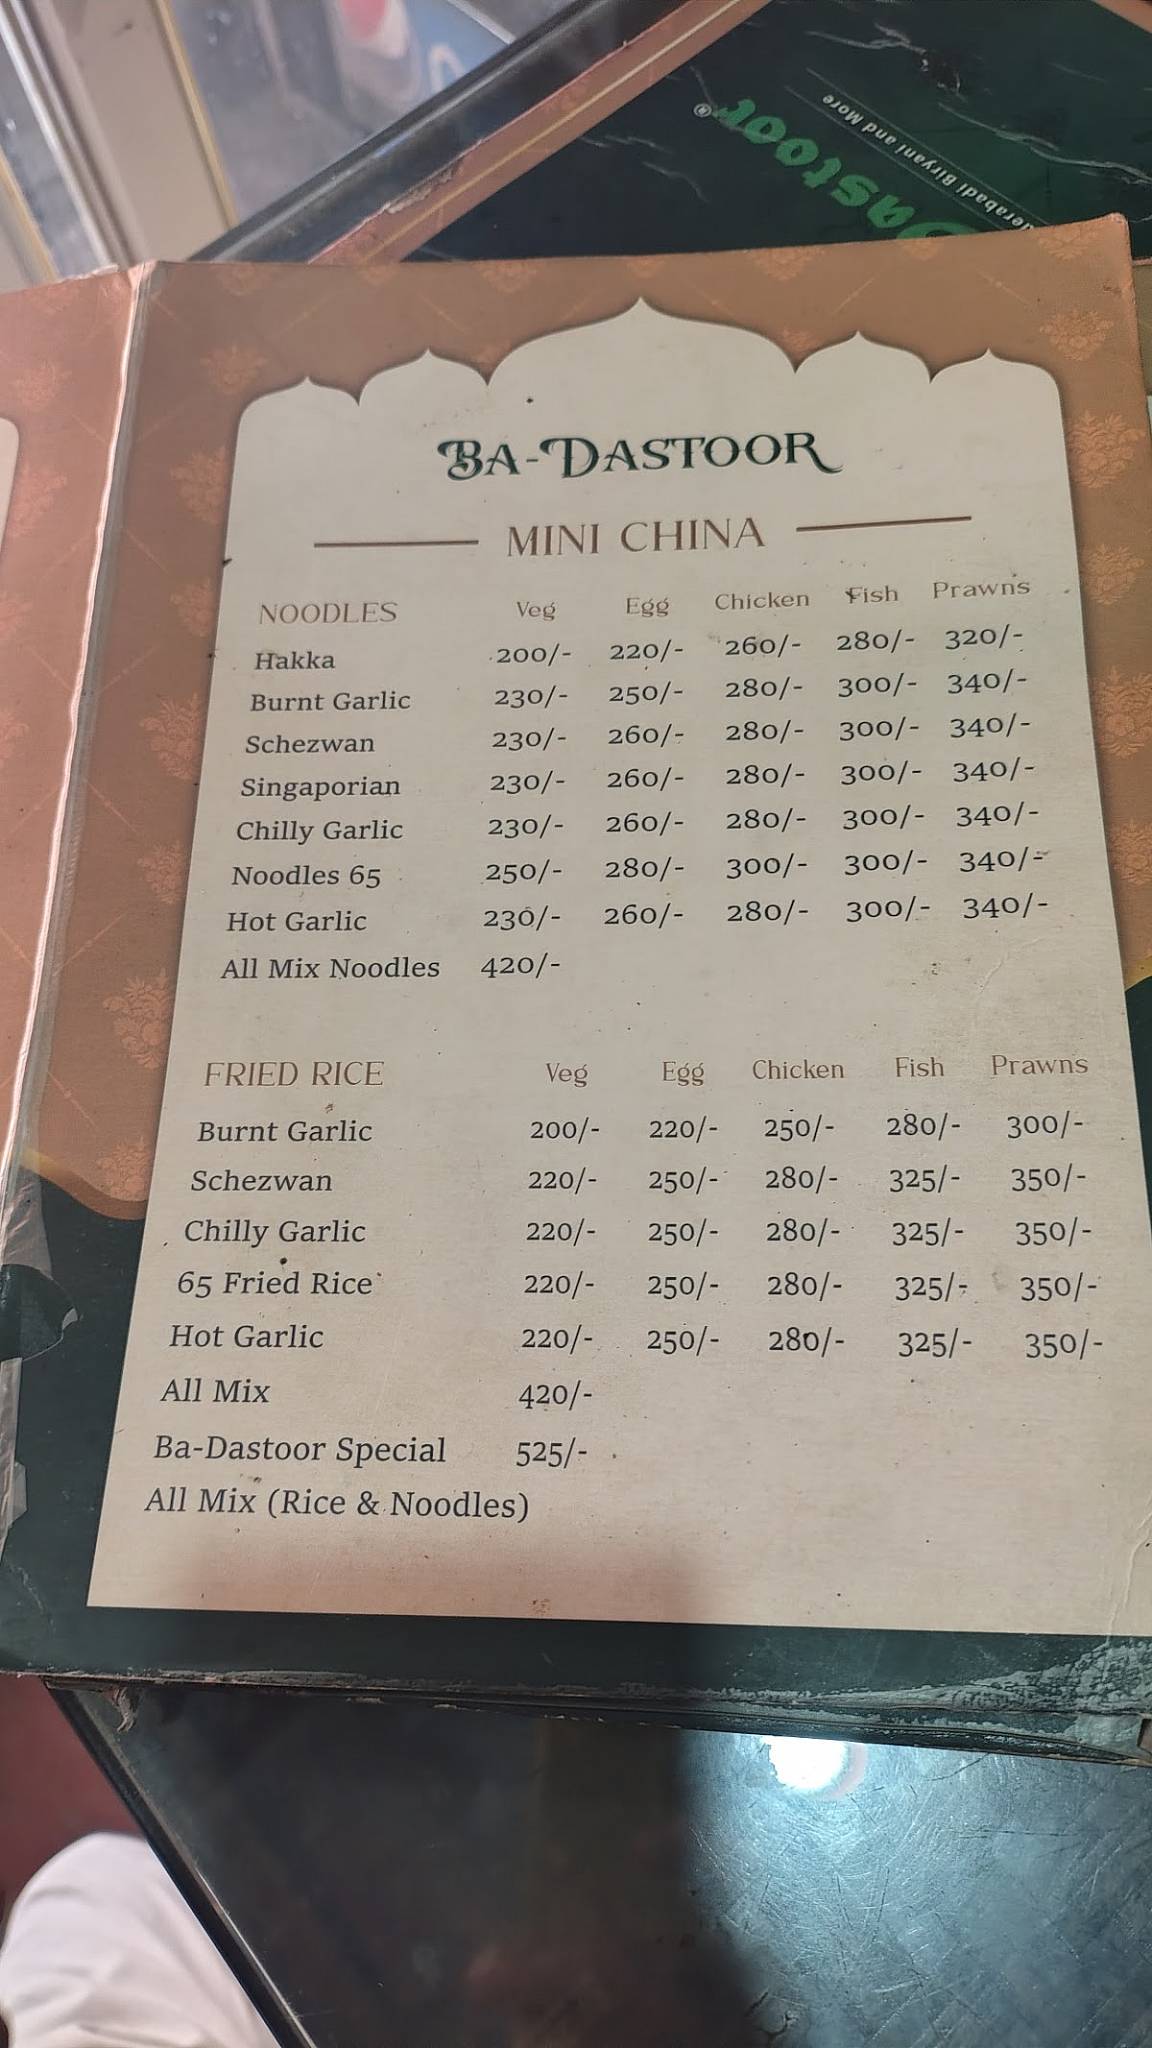 Dastoor®
derabadi Biryani and More
BA-DASTOOR
MINI CHINA
NOODLES Veg Egg Chicken Fish Prawns
Hakka 200/- 220/- 260/- 280/- 320/-
Burnt Garlic 230/- 250/- 280/- 300/- 340/-
Schezwan 230/- 260/- 280/- 300/- 340/-
Singaporian 230/- 260/- 280/- 300/- 340/-
Chilly Garlic 230/- 260/- 280/- 300/- 340/-
Noodles 65 250/- 280/- 300/- 300/- 340/-
Hot Garlic 230/- 260/- 280/- 300/- 340/-
All Mix Noodles 420/-
FRIED RICE Veg Egg Chicken Fish Prawns
Burnt Garlic 200/- 220/- 250/- 280/- 300/-
Schezwan 220/- 250/- 280/- 325/- 350/-
Chilly Garlic 220/- 250/- 280/- 325/- 350/-
65 Fried Rice 220/- 250/- 280/- 325/- 350/-
Hot Garlic 220/- 250/- 280/- 325/- 350/-
All Mix 420/-
Ba-Dastoor Special 525/-
All Mix (Rice & Noodles)